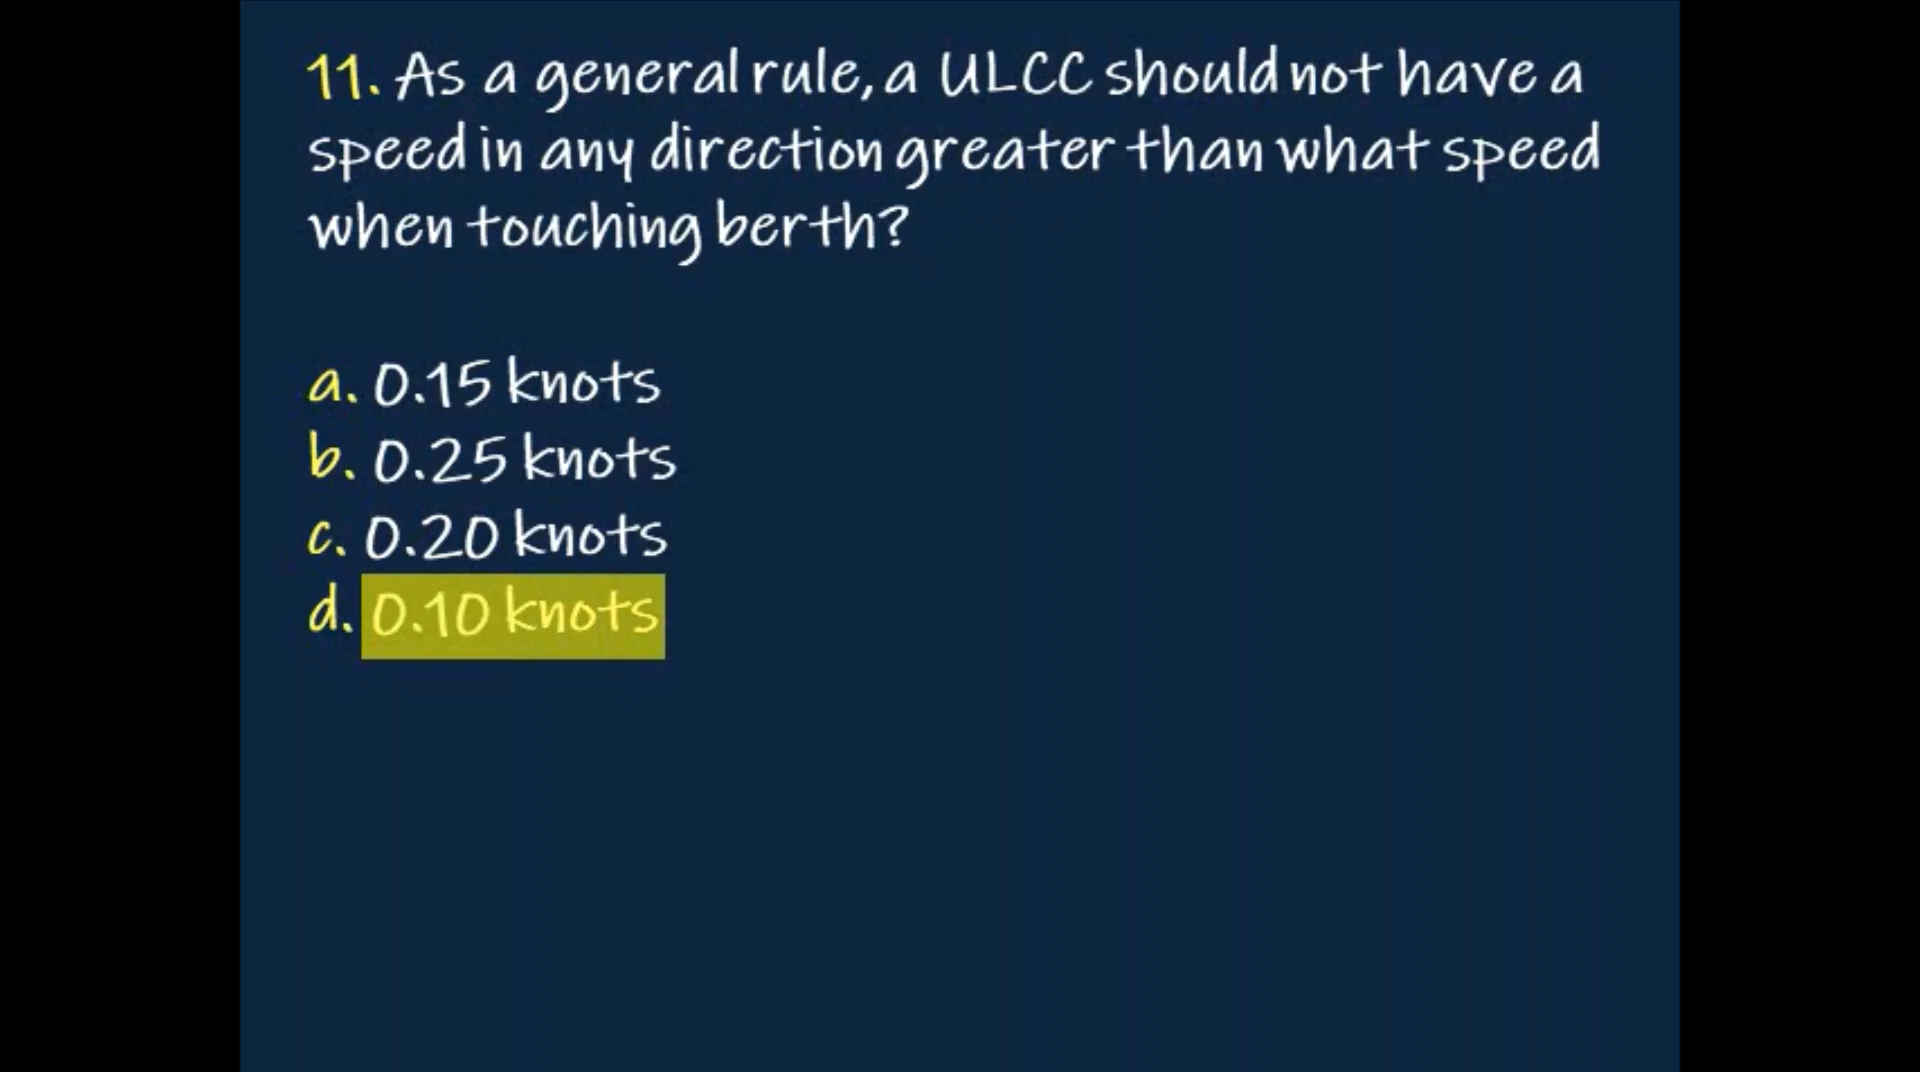 11. As a general rule, a ULCC should not have a
speed in any direction greater than what speed
when touching berth?
a. 0.15 knots
b. 0.25 knots
c. 0.20 knots
d. 0.10 knots